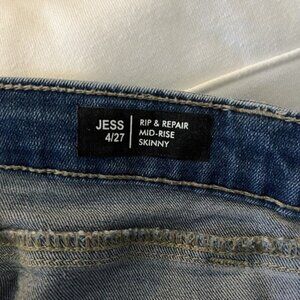 JESS
4/27
RIP & REPAIR
MID-RISE
SKINNY